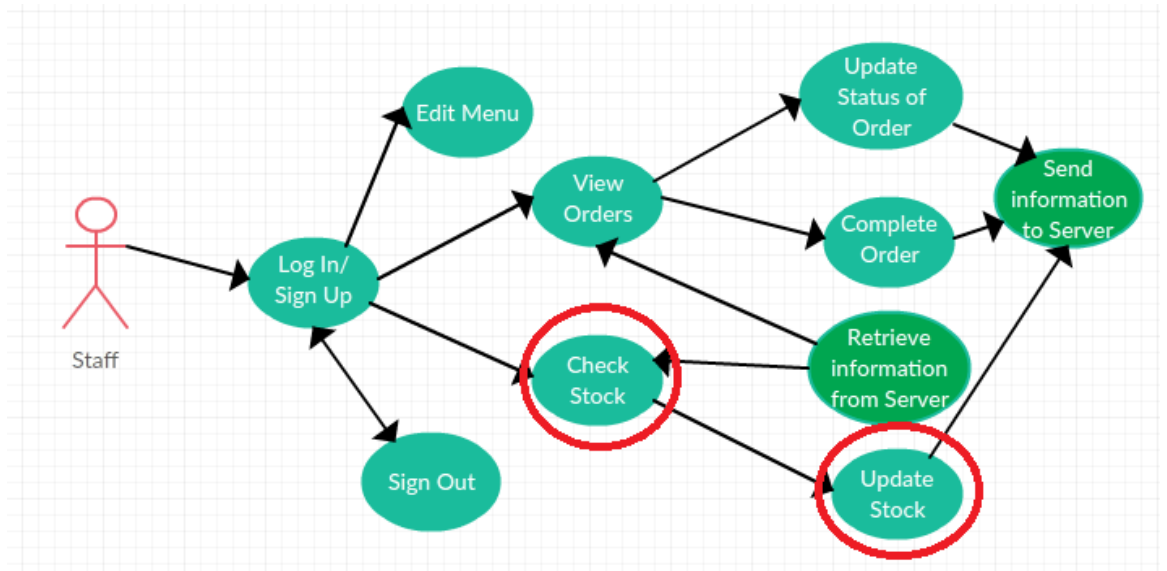 Edit Menu
Update
Status of
Order
View
Orders
Send
information
to Server
Complete
Order
Log In/
Sign Up
Staff
Check
Stock
Retrieve
information
from Server
Sign Out
Update
Stock